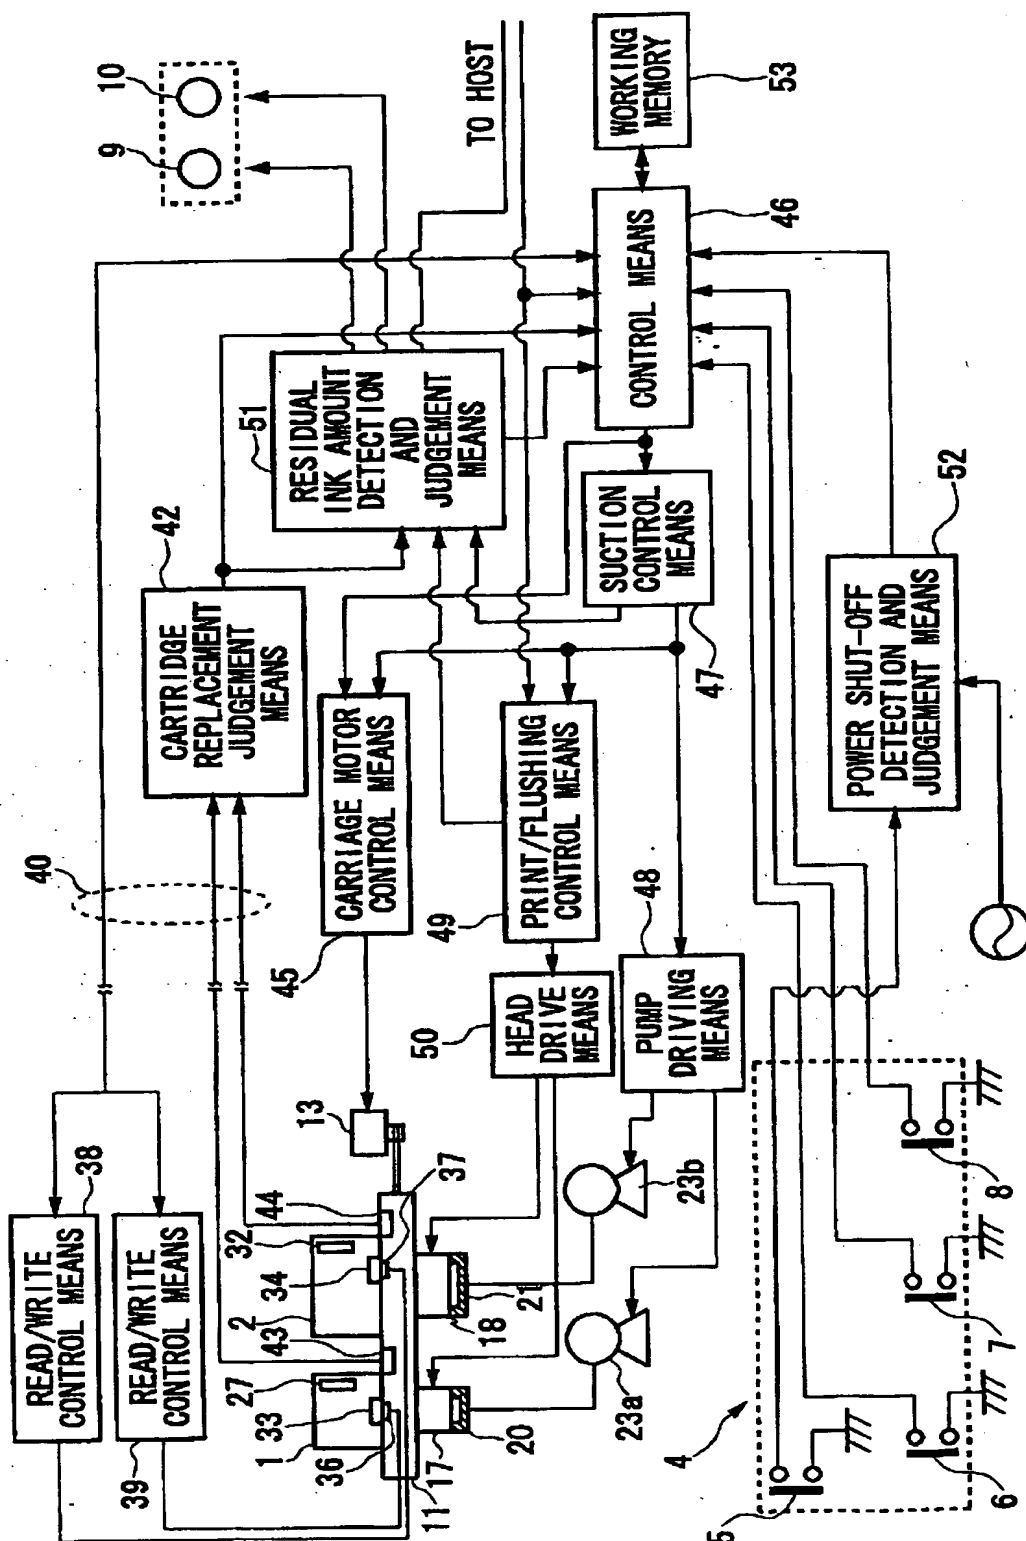 10
9
TO HOST
WORKING
MEMORY
53
CONTROL MEANS
46
51
RESIDUAL
INK AMOUNT
DETECTION
AND
JUDGEMENT
MEANS
42
CARTRIDGE
REPLACEMENT
JUDGEMENT
MEANS
SUCTION
CONTROL
MEANS
47
52
POWER SHUT-OFF
DETECTION AND
JUDGEMENT MEANS
40
CARRIAGE MOTOR
CONTROL MEANS
45
PRINT/FLUSHING
CONTROL MEANS
49
HEAD
DRIVE
MEANS
50
PUMP
DRIVING
MEANS
48
38
READ/WRITE
CONTROL MEANS
READ/WRITE
CONTROL MEANS
39
13
37
44
32
34
2
43
27
33
1
36
11
17
20
18
21
23a
23b
4
5
6
7
8